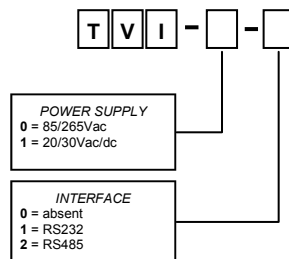 T V I - -
POWER SUPPLY
0 = 85/265Vac
1 = 20/30Vac/dc
INTERFACE
0 = absent
1 = RS232
2 = RS485